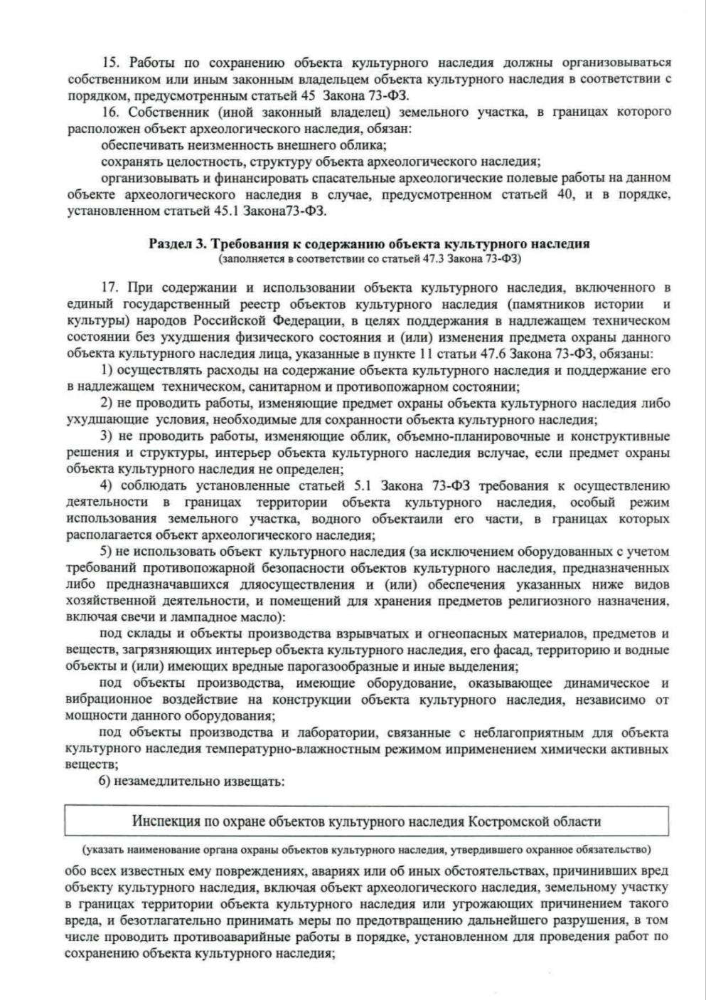 15. Работы по сохранению объекта культурного наследия должны организовываться
собственником или иным законным владельцем объекта культурного наследия в соответствии с
порядком, предусмотренным статьей 45 Закона 73-ФЗ.
16. Собственник (иной законный владелец) земельного участка, в границах которого
расположен объект археологического наследия, обязан:
обеспечивать неизменность внешнего облика;
сохранять целостность, структуру объекта археологического наследия;
организовывать и финансировать спасательные археологические полевые работы на данном
объекте археологического наследия в случае, предусмотренном статьей 40, и в порядке,
установленном статьей 45.1 Закона73-ФЗ.
Раздел 3. Требования к содержанию объекта культурного наследия
(заполняется в соответствии со статьей 47.3 Закона 73-ФЗ)
17. При содержании и использовании объекта культурного наследия, включенного в
единый государственный реестр объектов культурного наследия (памятников истории и
культуры) народов Российской Федерации, в целях поддержания в надлежащем техническом
состоянии без ухудшения физического состояния и (или) изменения предмета охраны данного
объекта культурного наследия лица, указанные в пункте 11 статьи 47.6 Закона 73-ФЗ, обязаны:
1) осуществлять расходы на содержание объекта культурного наследия и поддержание его
в надлежащем техническом, санитарном и противопожарном состоянии;
2) не проводить работы, изменяющие предмет охраны объекта культурного наследия либо
ухудшающие условия, необходимые для сохранности объекта культурного наследия;
3) не проводить работы, изменяющие облик, объемно-планировочные и конструктивные
решения и структуры, интерьер объекта культурного наследия вслучае, если предмет охраны
объекта культурного наследия не определен;
4) соблюдать установленные статьей 5.1 Закона 73-ФЗ требования к осуществлению
деятельности в границах территории объекта культурного наследия, особый режим
использования земельного участка, водного объектаили его части, в границах которых
располагается объект археологического наследия;
5) не использовать объект культурного наследия (за исключением оборудованных с учетом
требований противопожарной безопасности объектов культурного наследия, предназначенных
либо предназначавшихся дляосуществления и (или) обеспечения указанных ниже видов
хозяйственной деятельности, и помещений для хранения предметов религиозного назначения,
включая свечи и лампадное масло):
под склады и объекты производства взрывчатых и огнеопасных материалов, предметов и
веществ, загрязняющих интерьер объекта культурного наследия, его фасад, территорию и водные
объекты и (или) имеющих вредные парогазообразные и иные выделения;
под объекты производства, имеющие оборудование, оказывающее динамическое и
вибрационное воздействие на конструкции объекта культурного наследия, независимо от
мощности данного оборудования;
под объекты производства и лаборатории, связанные с неблагоприятным для объекта
культурного наследия температурно-влажностным режимом иприменением химически активных
веществ;
6) незамедлительно извещать:
Инспекция по охране объектов культурного наследия Костромской области
(указать наименование органа охраны объектов культурного наследия, утвердившего охранное обязательство)
обо всех известных ему повреждениях, авариях или об иных обстоятельствах, причинивших вред
объекту культурного наследия, включая объект археологического наследия, земельному участку
в границах территории объекта культурного наследия или угрожающих причинением такого
вреда, и безотлагательно принимать меры по предотвращению дальнейшего разрушения, в том
числе проводить противоаварийные работы в порядке, установленном для проведения работ по
сохранению объекта культурного наследия;